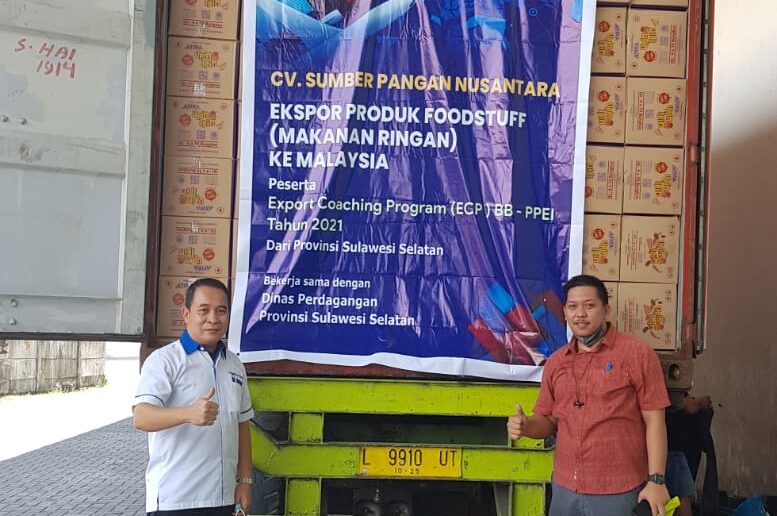 S.HAI
1914
CV. SUMBER PANGAN NUSANTARA
EKSPOR PRODUK FOODSTUFF
(MAKANAN RINGAN)
KE MALAYSIA
Peserta
Export Coaching Program (ECP) BB - PPEI
Tahun 2021
Dari Provinsi Sulawesi Selatan
Bekerja sama dengan
Dinas Perdagangan
Provinsi Sulawesi Selatan
L 9910 UT
10·25